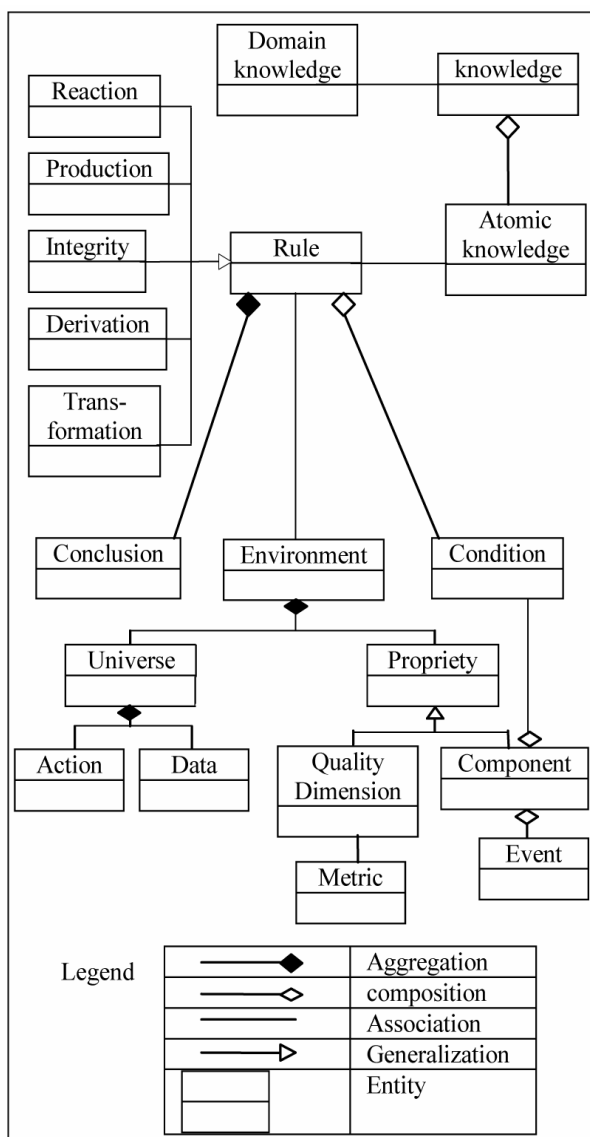 Domain
knowledge
knowledge
Reaction
Production
Integrity
Rule
Atomic
knowledge
Derivation
Trans-
formation
Conclusion
Environment
Condition
Universe
Propriety
Action
Data
Quality
Dimension
Component
Metric
Event
Legend
Aggregation
composition
Association
Generalization
Entity